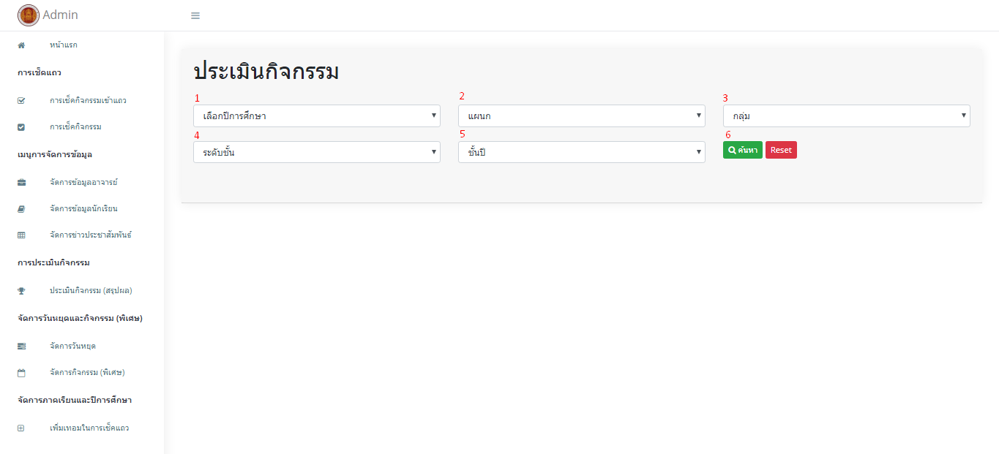 Admin
หน้าแรก
การเช็คแถว
การเช็คกิจกรรมเข้าแถว
การเช็คกิจกรรม
เมนูการจัดการข้อมูล
จัดการข้อมูลอาจารย์
จัดการข้อมูลนักเรียน
จัดการข่าวประชาสัมพันธ์
การประเมินกิจกรรม
ประเมินกิจกรรม (สรุปผล)
จัดการวันหยุดและกิจกรรม (พิเศษ)
จัดการวันหยุด
จัดการกิจกรรม (พิเศษ)
จัดการภาคเรียนและปีการศึกษา
เพิ่มเทอมในการเช็คแถว
ประเมินกิจกรรม
1 2 3
เลือกปีการศึกษา แผนก กลุ่ม
4 5 6
ระดับชั้น ชั้นปี ค้นหา Reset